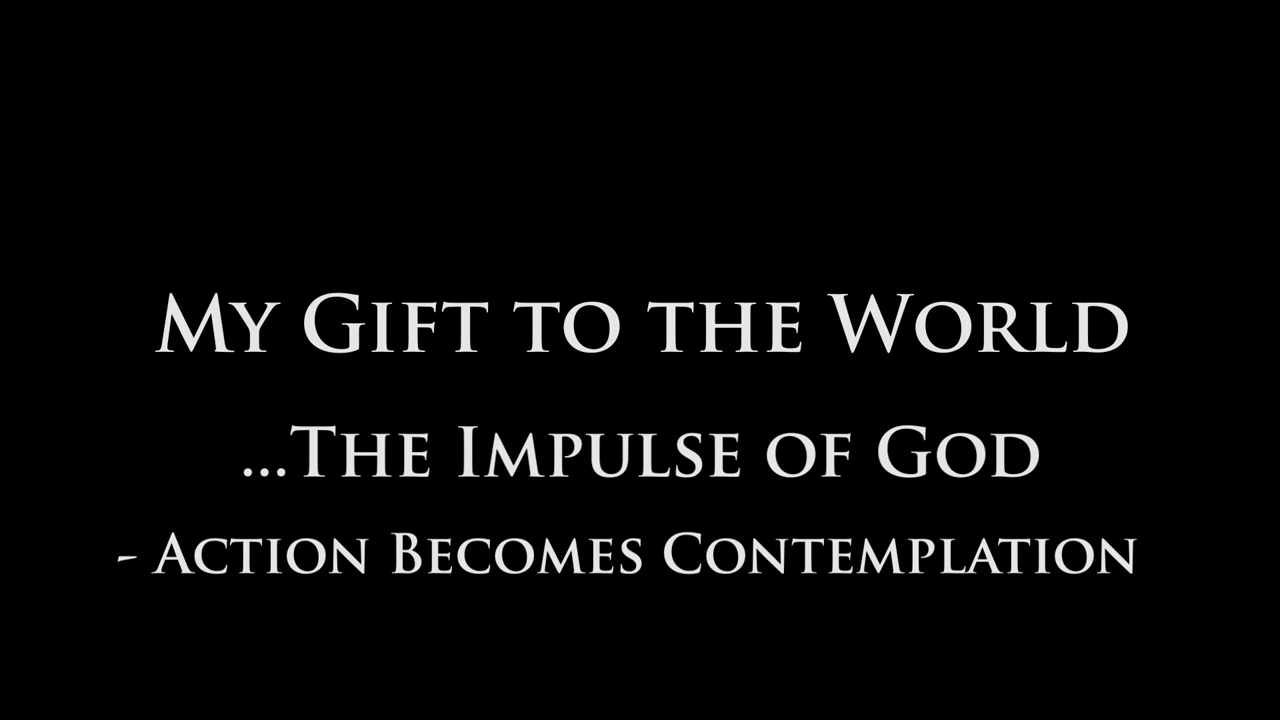 My Gift to the World
...The Impulse of God
- Action Becomes Contemplation